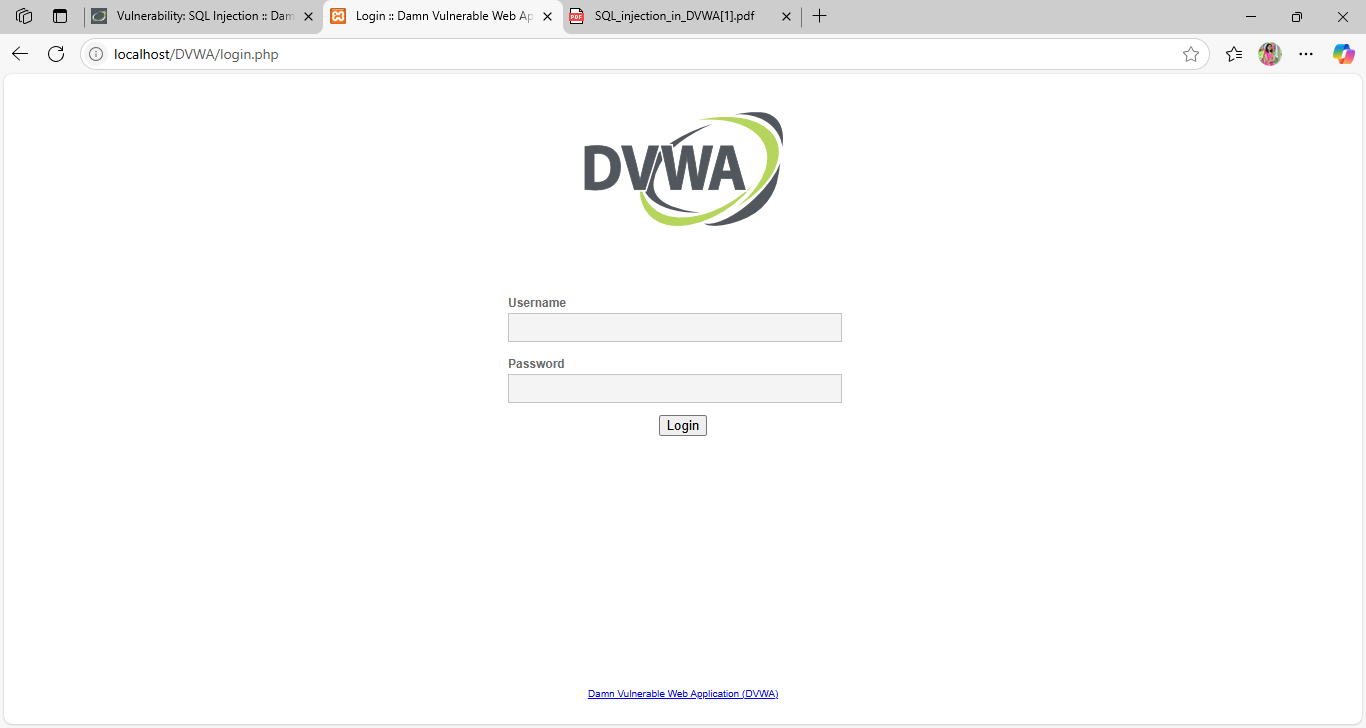 Vulnerability: SQL Injection :: Dam
Login :: Damn Vulnerable Web Ap
PDF
SQL_injection_in_DVWA[1].pdf
localhost/DVWA/login.php
DVWA
Username
Password
Login
Damn Vulnerable Web Application (DVWA)